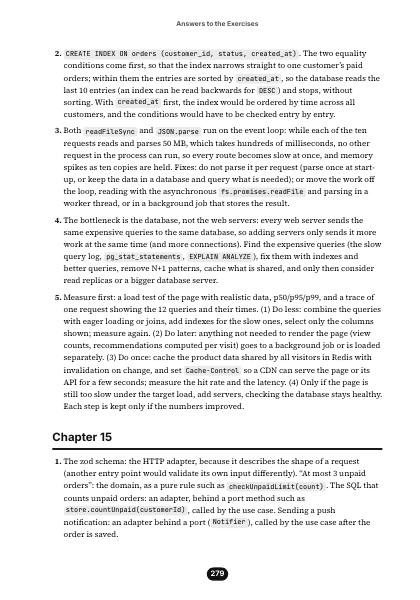 Answers to the Exercises
2. CREATE INDEX ON orders (customer_id, status, created_at). The two equality
conditions come first, so that the index narrows straight to one customer's paid
orders; within them the entries are sorted by created_at, so the database reads the
last 10 entries (an index can be read backwards for DESC) and stops, without
sorting. With created_at first, the index would be ordered by time across all
customers, and the conditions would have to be checked entry by entry.
3. Both readFileSync and JSON.parse run on the event loop: while each of the ten
requests reads and parses 50 MB, which takes hundreds of milliseconds, no other
request in the process can run, so every route becomes slow at once, and memory
spikes as ten copies are held. Fixes: do not parse it per request (parse once at start-
up, or keep the data in a database and query what is needed); or move the work off
the loop, reading with the asynchronous fs.promises.readFile and parsing in a
worker thread, or in a background job that stores the result.
4. The bottleneck is the database, not the web servers: every web server sends the
same expensive queries to the same database, so adding servers only sends it more
work at the same time (and more connections). Find the expensive queries (the slow
query log, pg_stat_statements, EXPLAIN ANALYZE), fix them with indexes and
better queries, remove N+1 patterns, cache what is shared, and only then consider
read replicas or a bigger database server.
5. Measure first: a load test of the page with realistic data, p50/p95/p99, and a trace of
one request showing the 12 queries and their times. (1) Do less: combine the queries
with eager loading or joins, add indexes for the slow ones, select only the columns
shown; measure again. (2) Do later: anything not needed to render the page (view
counts, recommendations computed per visit) goes to a background job or is loaded
separately. (3) Do once: cache the product data shared by all visitors in Redis with
invalidation on change, and set Cache-Control so a CDN can serve the page or its
API for a few seconds; measure the hit rate and the latency. (4) Only if the page is
still too slow under the target load, add servers, checking the database stays healthy.
Each step is kept only if the numbers improved.
Chapter 15
1. The zod schema: the HTTP adapter, because it describes the shape of a request
(another entry point would validate its own input differently). "At most 3 unpaid
orders": the domain, as a pure rule such as checkUnpaidLimit(count). The SQL that
counts unpaid orders: an adapter, behind a port method such as
store.countUnpaid(customerId), called by the use case. Sending a push
notification: an adapter behind a port (Notifier), called by the use case after the
order is saved.
279